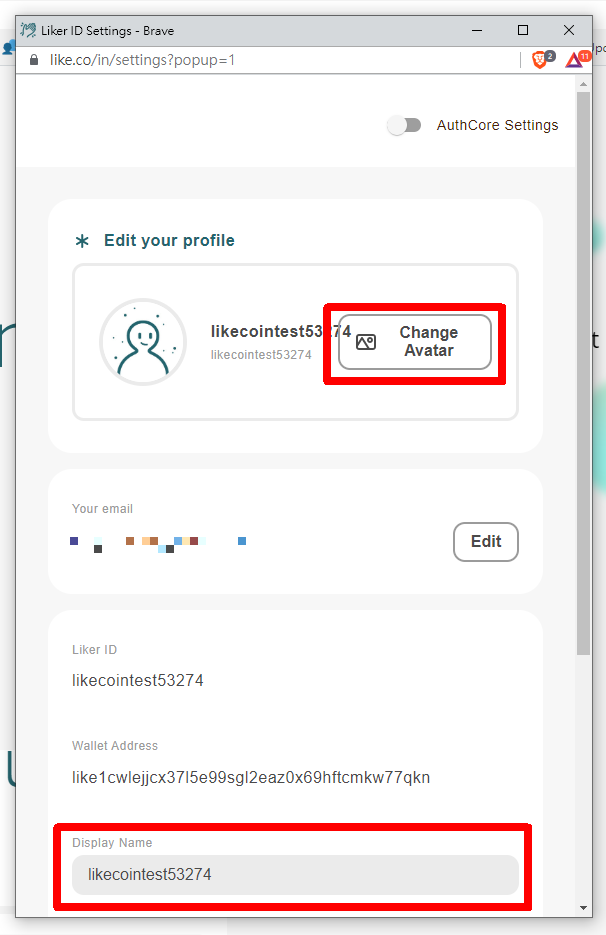 Liker ID Settings - Brave
like.co/in/settings?popup=1
2
11
AuthCore Settings
Edit your profile
likecointest53274
likecointest53274
Change
Avatar
Your email
Edit
Liker ID
likecointest53274
Wallet Address
like1cwlejjcx37l5e99sgl2eaz0x69hftcmkw77qkn
Display Name
likecointest53274